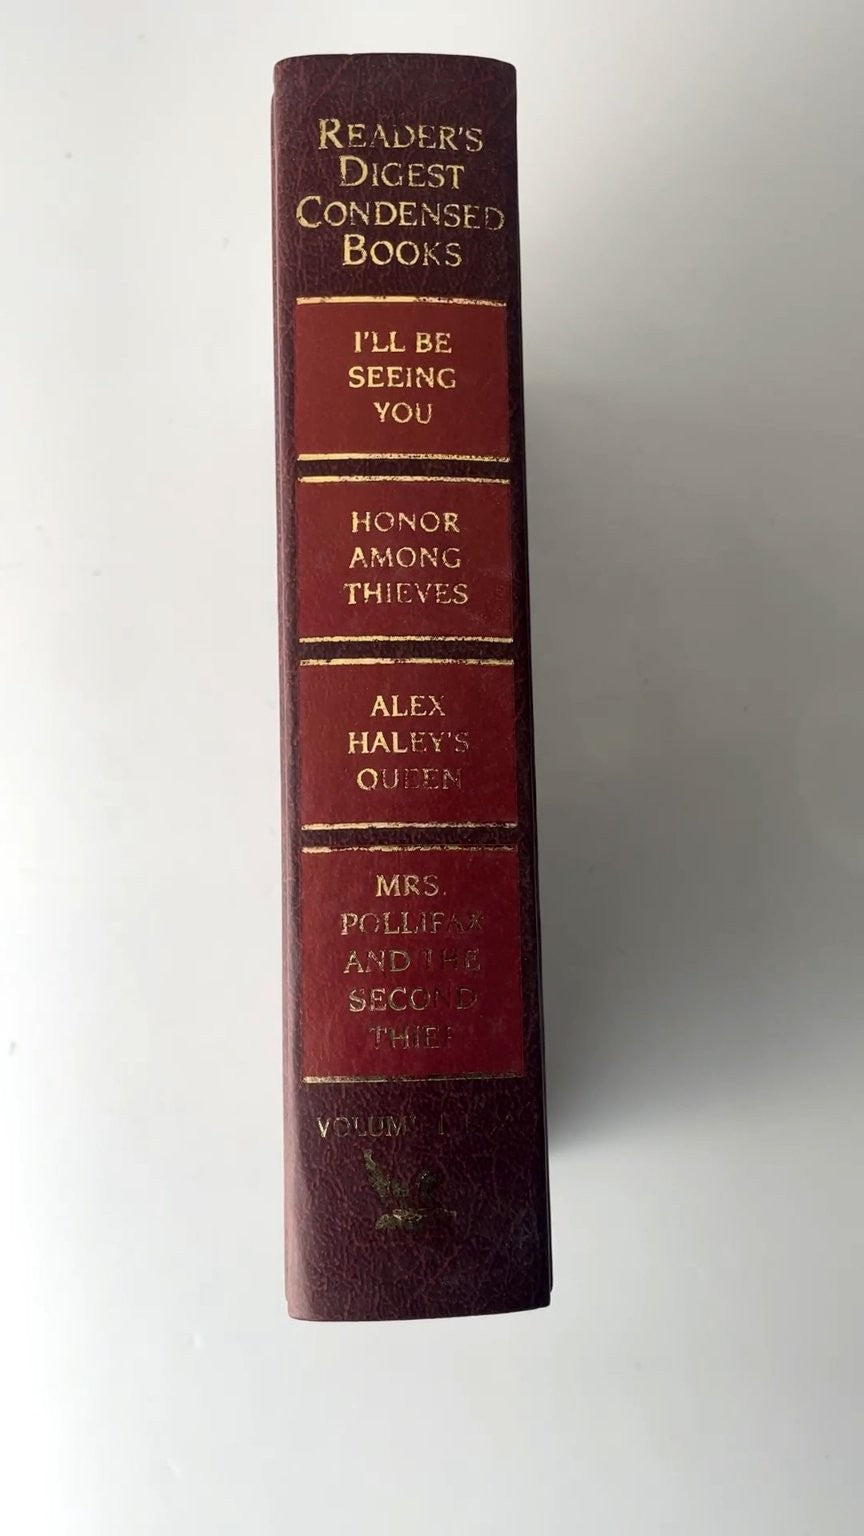 READER'S
DIGEST
CONDENSED
BOOKS
I'LL BE
SEEING
YOU
HONOR
AMONG
THIEVES
ALEX
HALEY'S
QUEEN
MRS.
POLLIFAX
AND THE
SECOND
THIEF
VOLUME